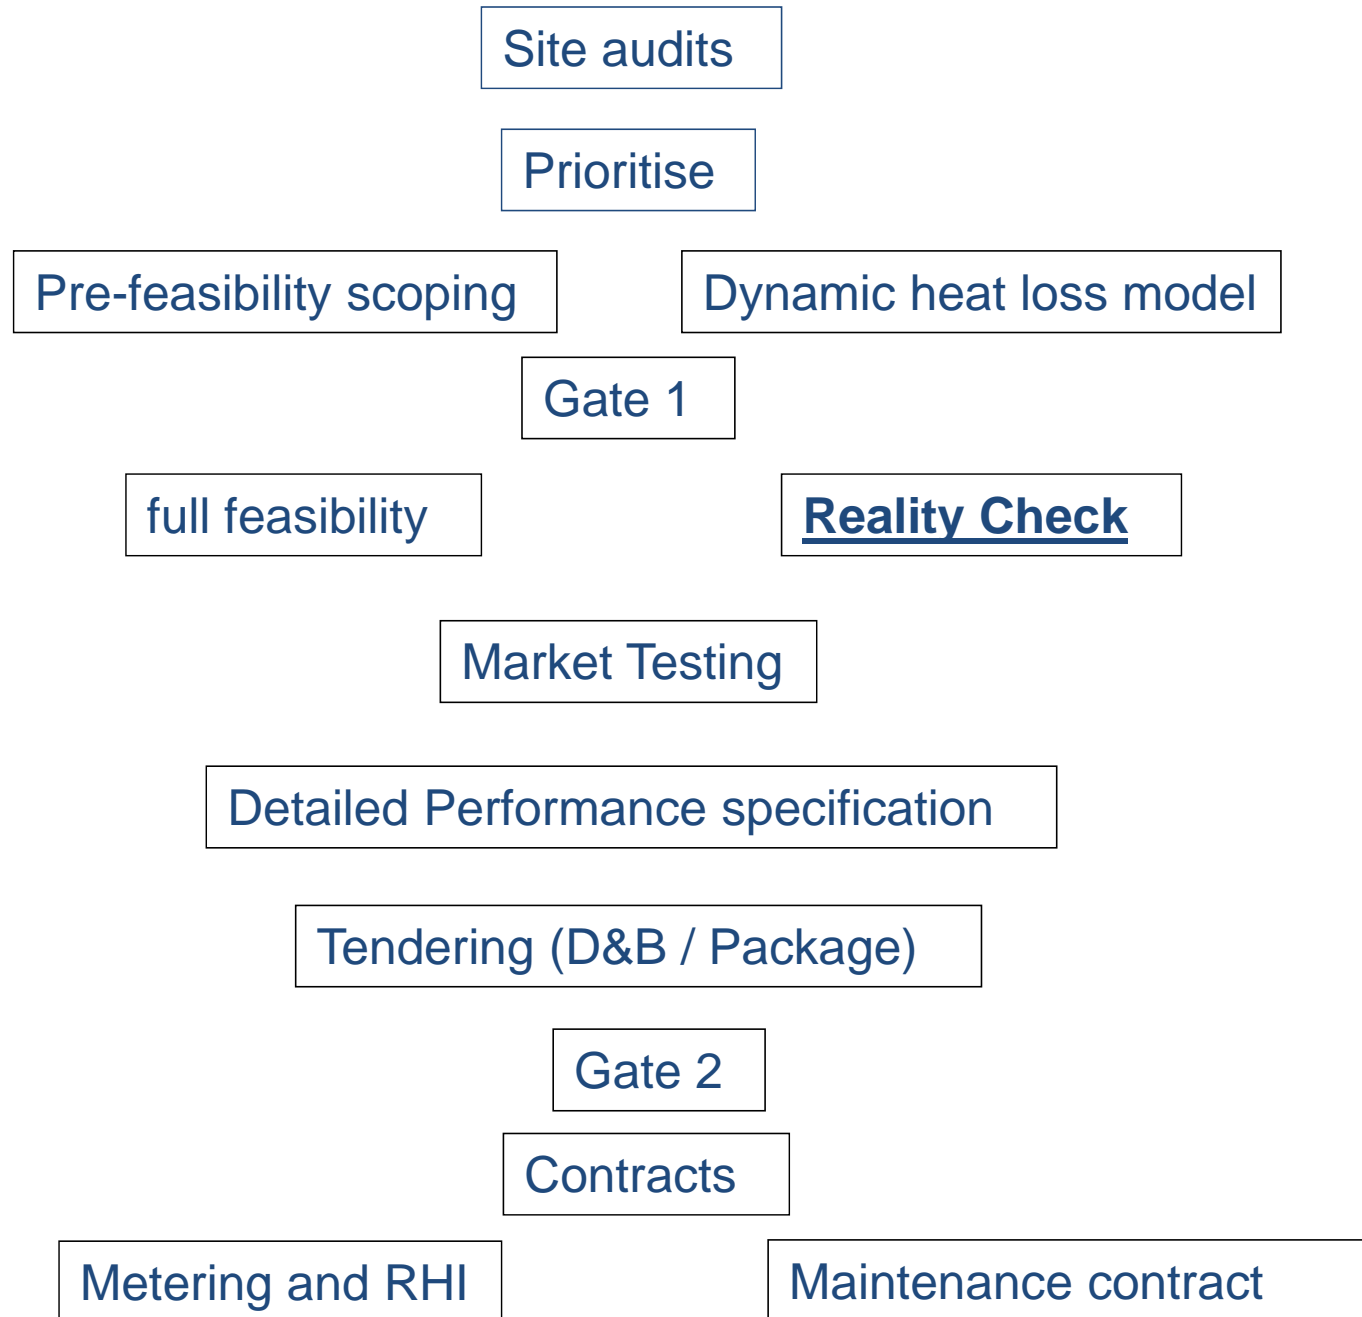 Site audits
Prioritise
Pre-feasibility scoping
Dynamic heat loss model
Gate 1
full feasibility
Reality Check
Market Testing
Detailed Performance specification
Tendering (D&B / Package)
Gate 2
Contracts
Metering and RHI
Maintenance contract